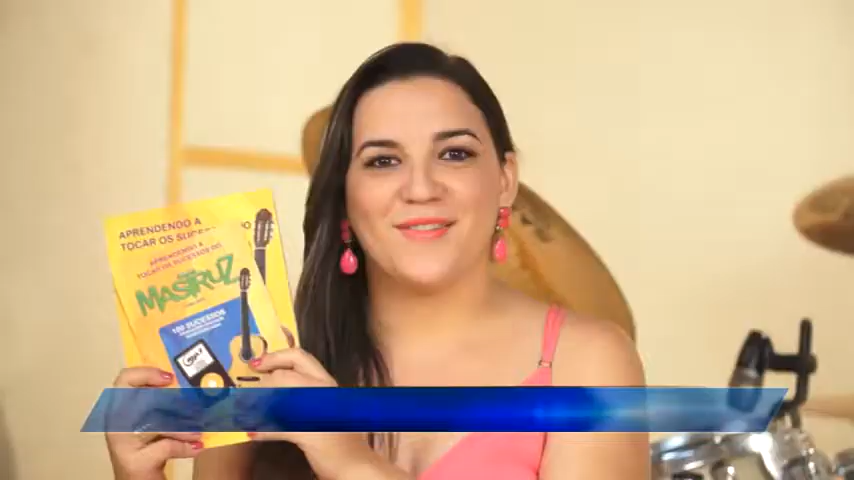 APRENDENDO A
TOCAR OS SUCE
APRENDENDO A
TOCAR OS SUCESSOS DO
MASTRUZ
100 SUCESSOS